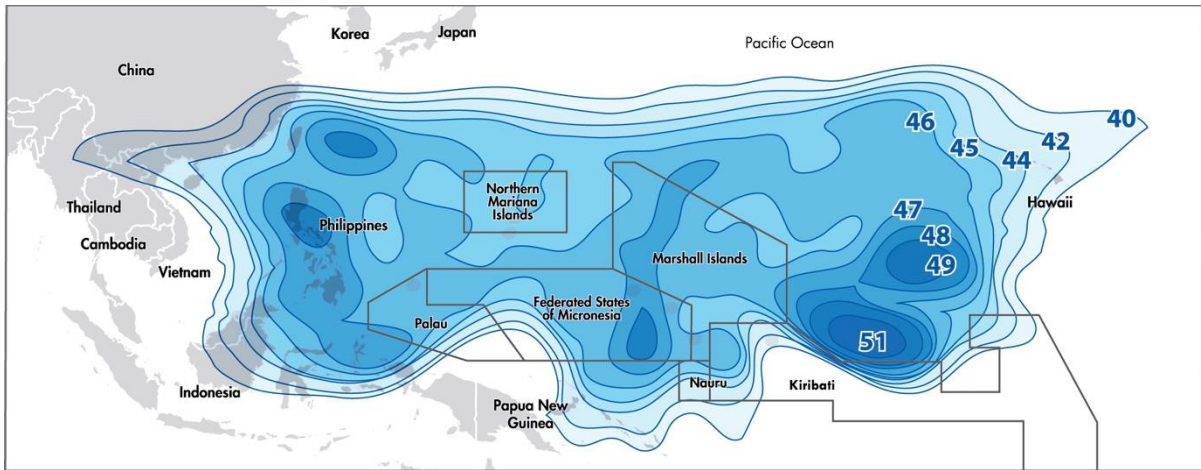 Korea
Japan
Pacific Ocean
China
40
46
42
45
44
Thailand
Northern
Mariana
Islands
Hawaii
Philippines
47
Cambodia
48
Vietnam
Marshall Islands
49
Federated States
of Micronesia
Palau
51
Indonesia
Nauru
Kiribati
Papua New
Guinea